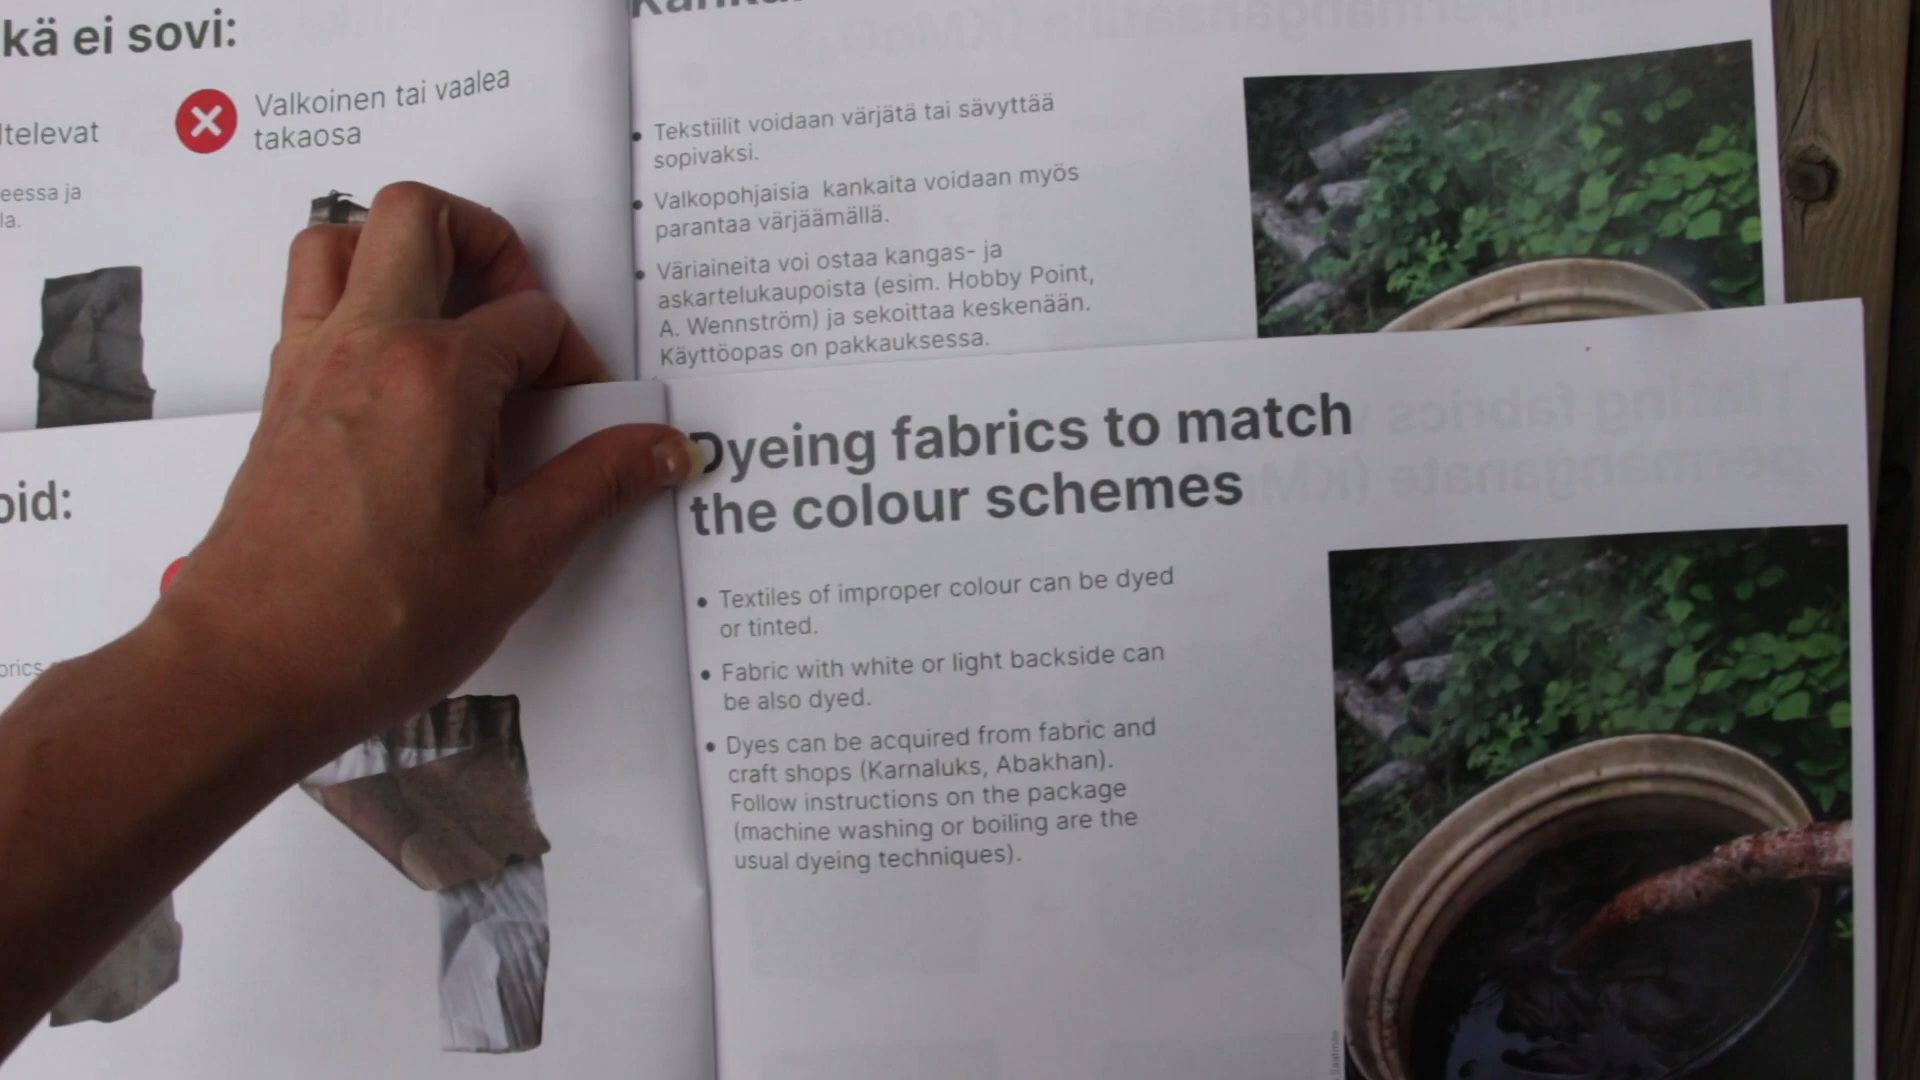 kä ei sovi:
ltelevat
Valkoinen tai vaalea
takaosa
eessa ja
la.
Tekstiilit voidaan värjätä tai sävyttää
sopivaksi.
Valkopohjaisia kankaita voidaan myös
parantaa värjäämällä.
Väriaineita voi ostaa kangas- ja
askartelukaupoista (esim. Hobby Point,
A. Wennström) ja sekoittaa keskenään.
Käyttöopas on pakkauksessa.
oid:
Dyeing fabrics to match
the colour schemes
Textiles of improper colour can be dyed
or tinted.
Fabric with white or light backside can
be also dyed.
Dyes can be acquired from fabric and
craft shops (Karnaluks, Abakhan).
Follow instructions on the package
(machine washing or boiling are the
usual dyeing techniques).